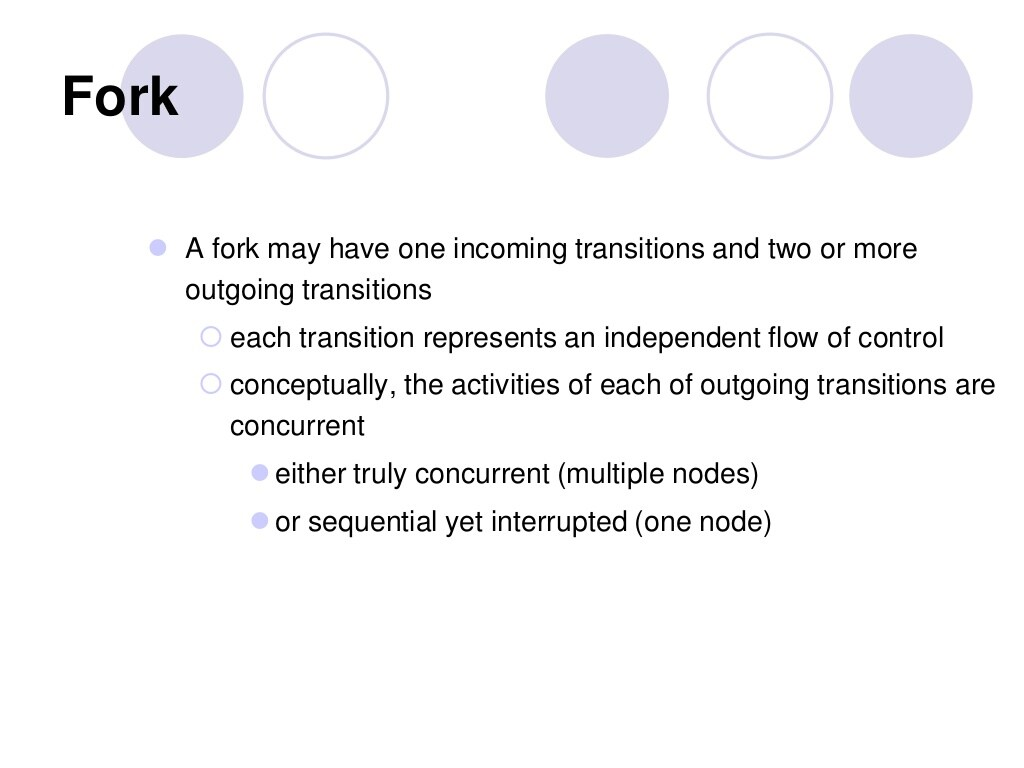 Fork
A fork may have one incoming transitions and two or more
outgoing transitions
each transition represents an independent flow of control
conceptually, the activities of each of outgoing transitions are
concurrent
either truly concurrent (multiple nodes)
or sequential yet interrupted (one node)